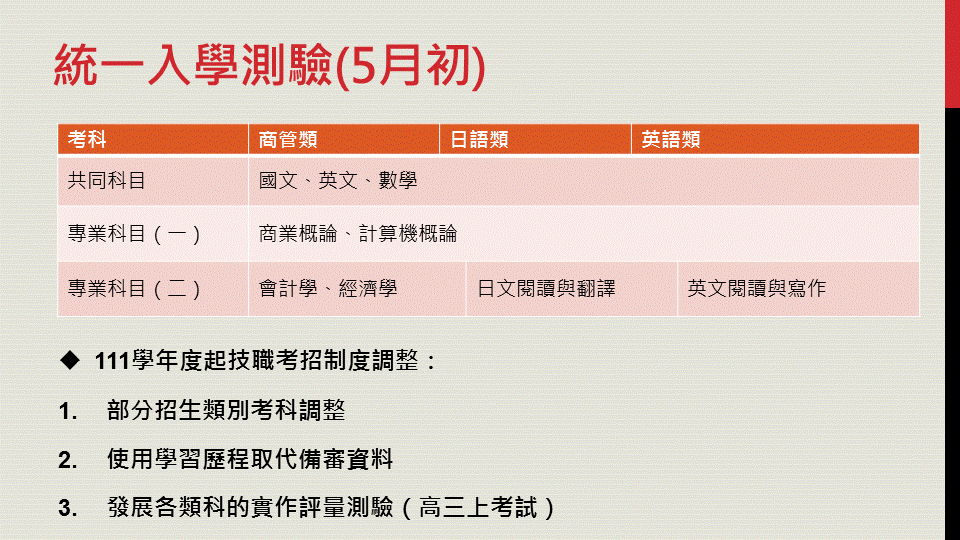 統一入學測驗(5月初)
考科 商管類 日語類 英語類
共同科目 國文、英文、數學
專業科目(一) 商業概論、計算機概論
專業科目(二) 會計學、經濟學 日文閱讀與翻譯 英文閱讀與寫作
◆ 111學年度起技職考招制度調整：
1. 部分招生類別考科調整
2. 使用學習歷程取代備審資料
3. 發展各類科的實作評量測驗(高三上考試)